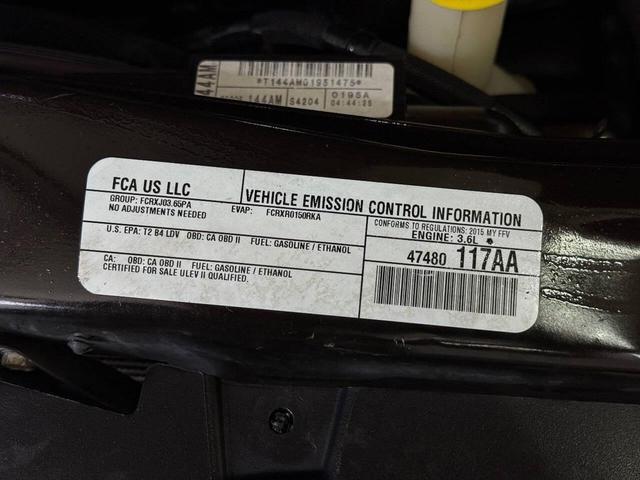 44AM
*T144AM01951475*
144AM
S4204
0195A
04:44:25
FCA US LLC
GROUP: FCRXJ03.65PA
NO ADJUSTMENTS NEEDED
EVAP: FCRXR0150RKA
VEHICLE EMISSION CONTROL INFORMATION
CONFORMS TO REGULATIONS: 2015 MY FFV
ENGINE: 3.6L *
U.S. EPA: T2 B4 LDV OBD: CA OBD II FUEL: GASOLINE / ETHANOL
CA: OBD: CA OBD II FUEL: GASOLINE / ETHANOL
CERTIFIED FOR SALE ULEV II QUALIFIED.
47480 117AA